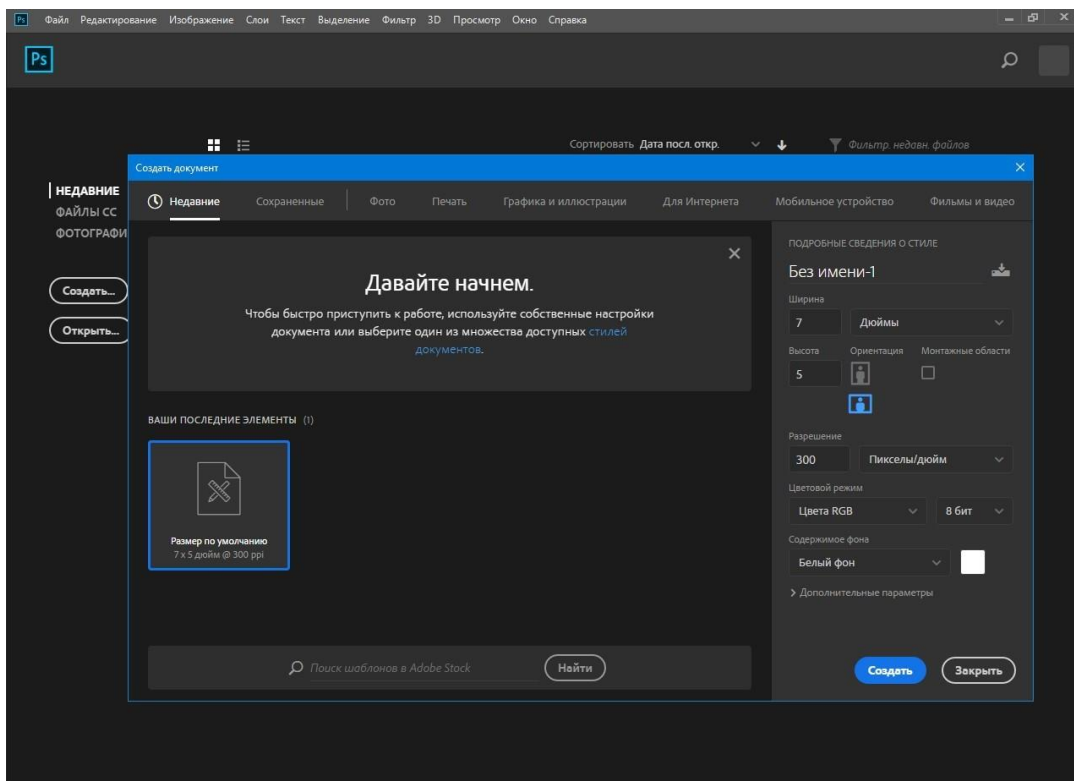 Ps Файл Редактирование Изображение Слои Текст Выделение Фильтр 3D Просмотр Окно Справка
Ps
Сортировать Дата посл. откр. Фильтр. недавн. файлов
Создать документ
НЕДАВНИЕ
ФАЙЛЫ CC
ФОТОГРАФИ
Создать...
Открыть...
Недавние Сохраненные Фото Печать Графика и иллюстрации Для Интернета Мобильное устройство Фильмы и видео
Давайте начнем.
Чтобы быстро приступить к работе, используйте собственные настройки
документа или выберите один из множества доступных стилей
документов.
ВАШИ ПОСЛЕДНИЕ ЭЛЕМЕНТЫ (1)
Размер по умолчанию
7 x 5 дюйм @ 300 ppi
Поиск шаблонов в Adobe Stock Найти
ПОДРОБНЫЕ СВЕДЕНИЯ О СТИЛЕ
Без имени-1
Ширина
7 Дюймы
Высота Ориентация Монтажные области
5
Разрешение
300 Пикселы/дюйм
Цветовой режим
Цвета RGB 8 бит
Содержимое фона
Белый фон
Дополнительные параметры
Создать Закрыть